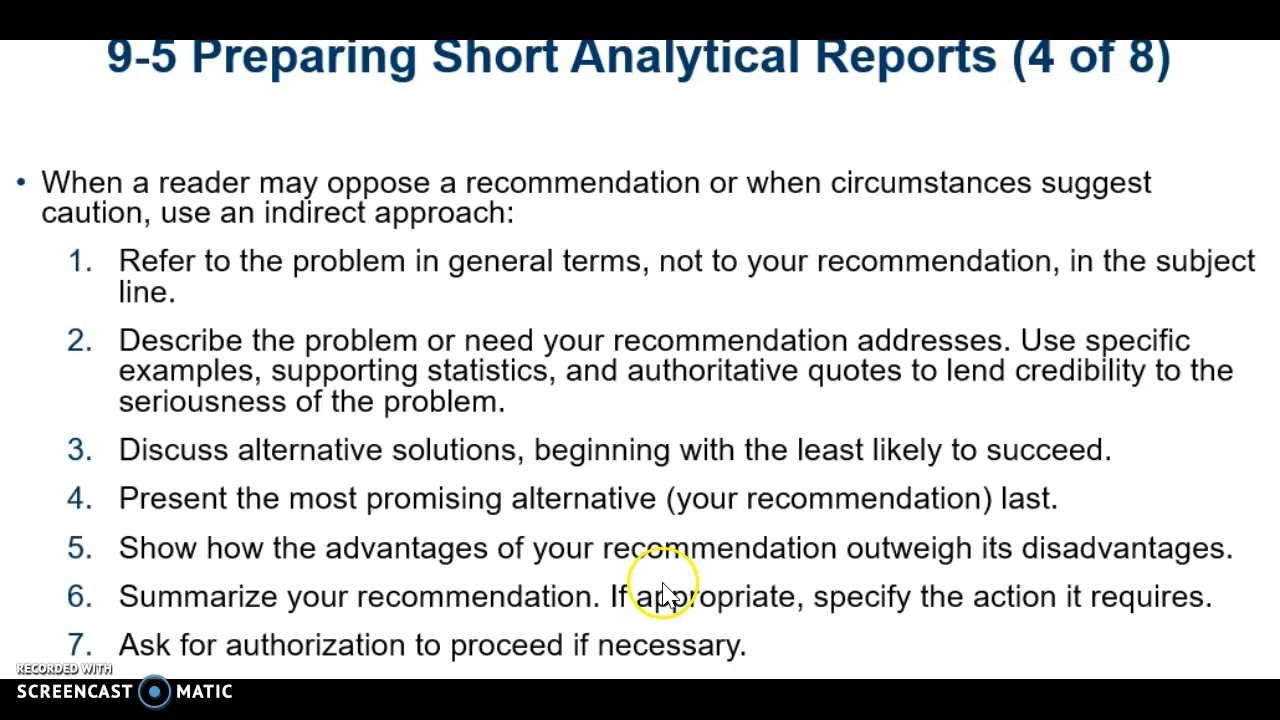 9-5 Preparing Short Analytical Reports (4 of 8)
• When a reader may oppose a recommendation or when circumstances suggest
caution, use an indirect approach:
1. Refer to the problem in general terms, not to your recommendation, in the subject
line.
2. Describe the problem or need your recommendation addresses. Use specific
examples, supporting statistics, and authoritative quotes to lend credibility to the
seriousness of the problem.
3. Discuss alternative solutions, beginning with the least likely to succeed.
4. Present the most promising alternative (your recommendation) last.
5. Show how the advantages of your recommendation outweigh its disadvantages.
6. Summarize your recommendation. If appropriate, specify the action it requires.
7. Ask for authorization to proceed if necessary.
RECORDED WITH
SCREENCAST MATIC